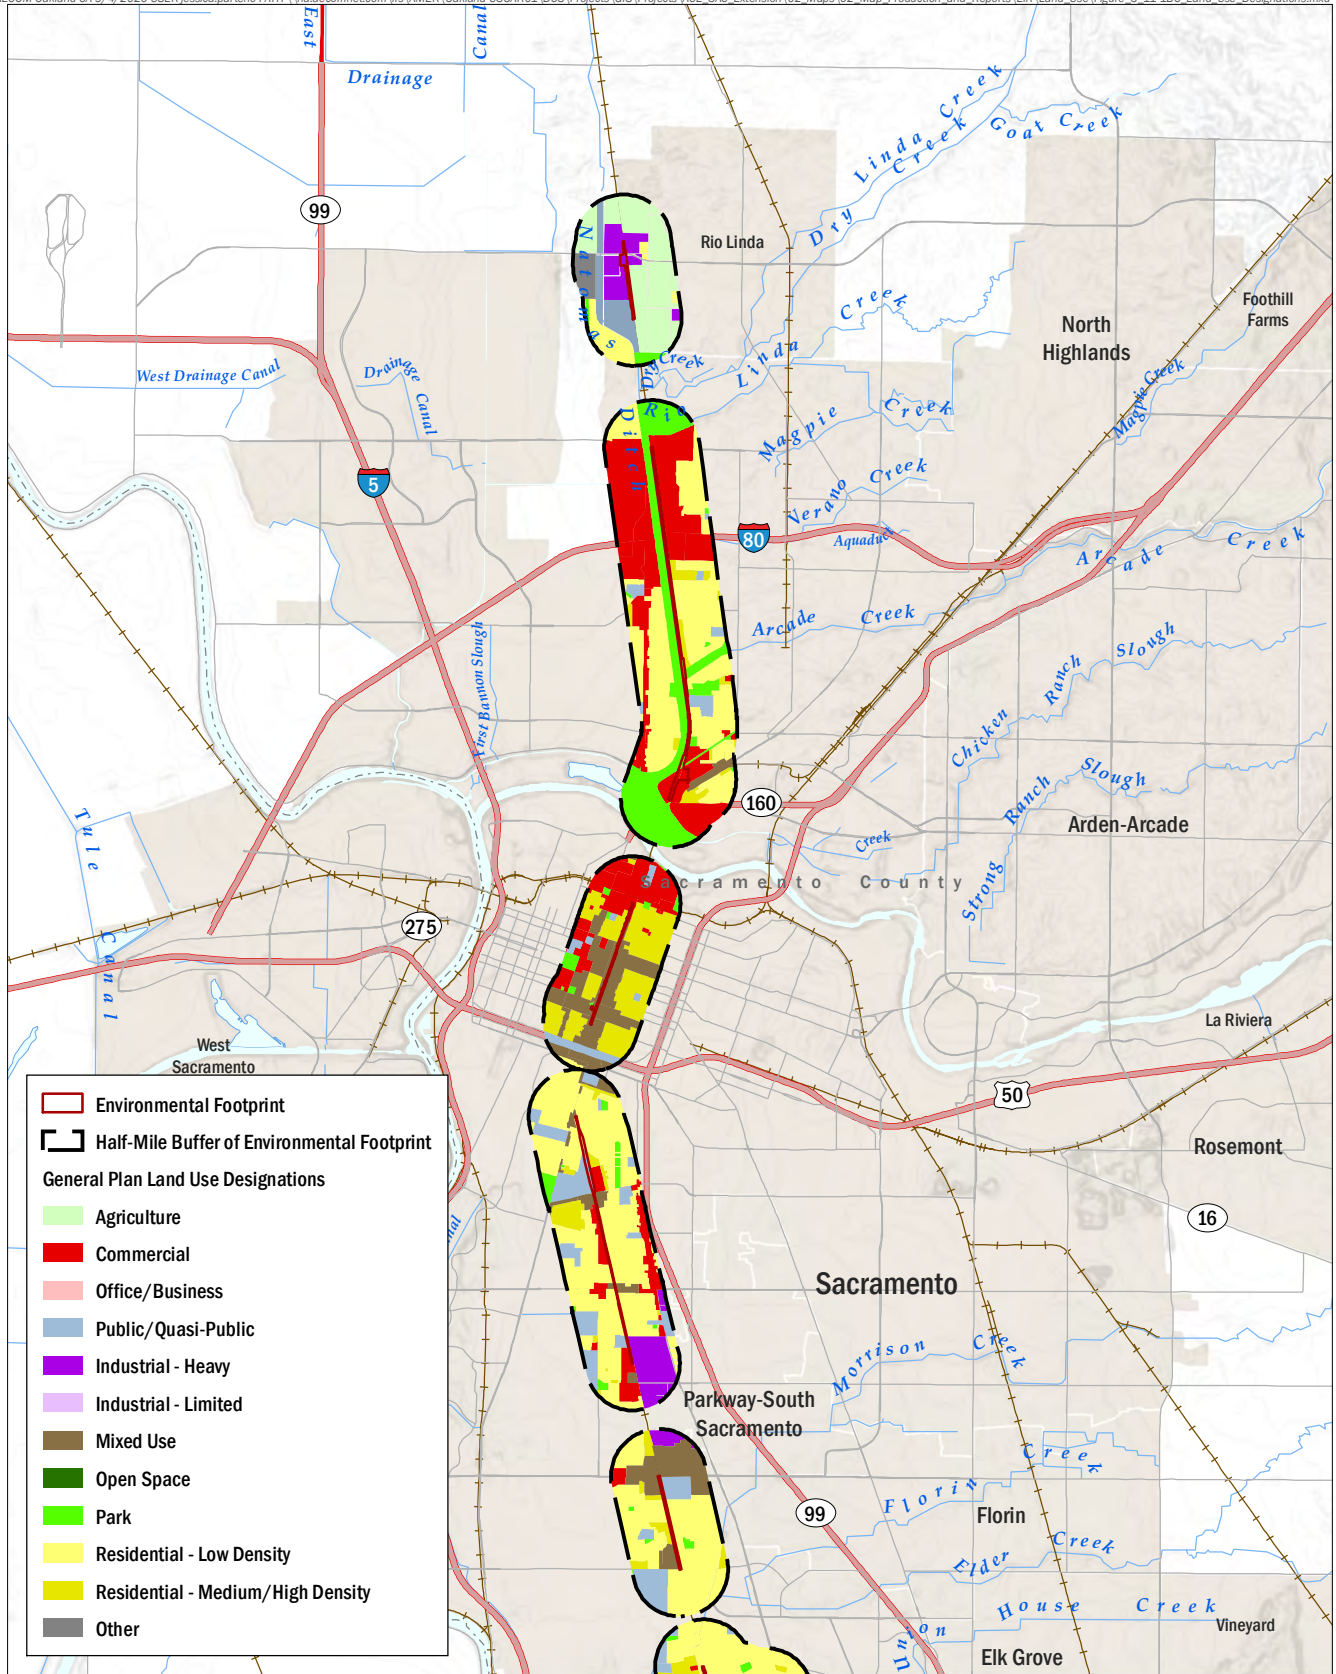 East
Canal
Drainage
Linda Creek
Creek
Goat Creek
Dry
99
Natomas
Rio Linda
Creek
Foothill
Farms
North
Highlands
West Drainage Canal
Drainage Canal
Dry Creek
Linda
Magpie Creek
Rio
Ditch
Magpie
Creek
5
Verano Creek
80
Aquaduct
Arcade
Creek
Arcade
Creek
First Bannon Slough
Ranch
Slough
Chicken
Slough
Ranch
Tule
160
Arden-Arcade
Creek
Sacramento County
Strong
275
Canal
La Riviera
West
Sacramento
50
Rosemont
16
Environmental Footprint
Half-Mile Buffer of Environmental Footprint
General Plan Land Use Designations
Agriculture
Commercial
Office/Business
Public/Quasi-Public
Industrial - Heavy
Industrial - Limited
Mixed Use
Open Space
Park
Residential - Low Density
Residential - Medium/High Density
Other
Sacramento
Morrison
Creek
Parkway-South
Sacramento
Creek
Florin
99
Florin
Elder
Creek
House Creek
Vineyard
Union
Elk Grove